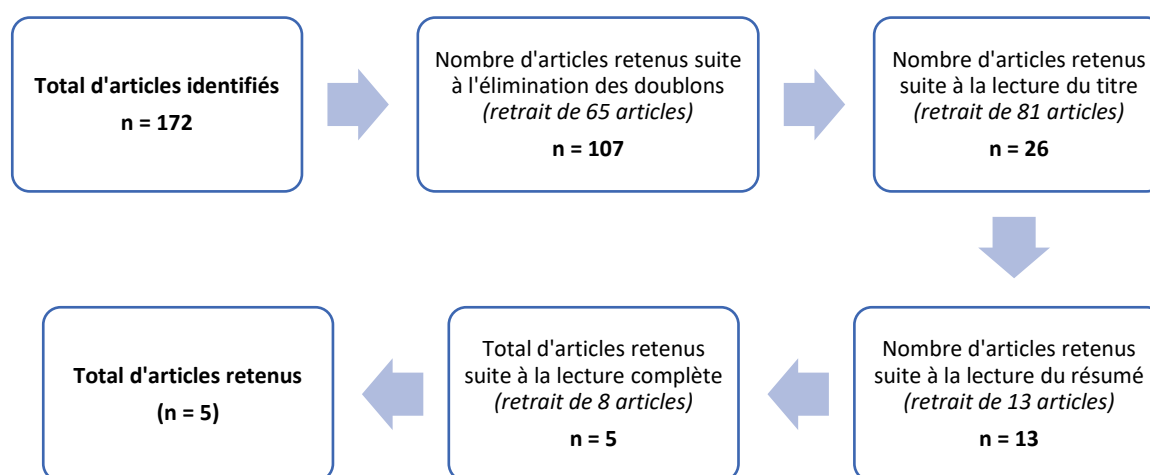 Total d'articles identifiés
n = 172
Nombre d'articles retenus suite
à l'élimination des doublons
(retrait de 65 articles)
n = 107
Nombre d'articles retenus
suite à la lecture du titre
(retrait de 81 articles)
n = 26
Nombre d'articles retenus
suite à la lecture du résumé
(retrait de 13 articles)
n = 13
Total d'articles retenus
suite à la lecture complète
(retrait de 8 articles)
n = 5
Total d'articles retenus
(n = 5)